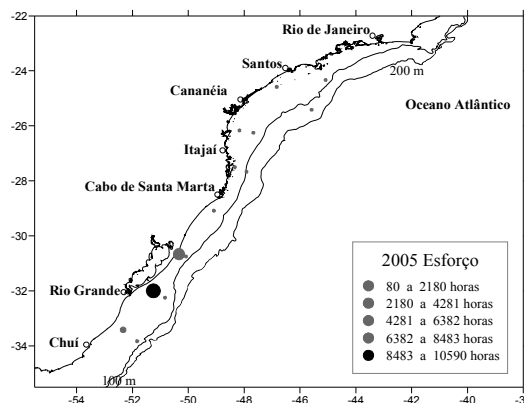 -22
Rio de Janeiro
Santos
200 m
-24
Cananéia
Oceano Atlântico
-26
Itajaí
-28
Cabo de Santa Marta
-30
2005 Esforço
80 a 2180 horas
2180 a 4281 horas
4281 a 6382 horas
6382 a 8483 horas
8483 a 10590 horas
Rio Grande
-32
Chuí
-34
100 m
-54 -52 -50 -48 -46 -44 -42 -40 -3